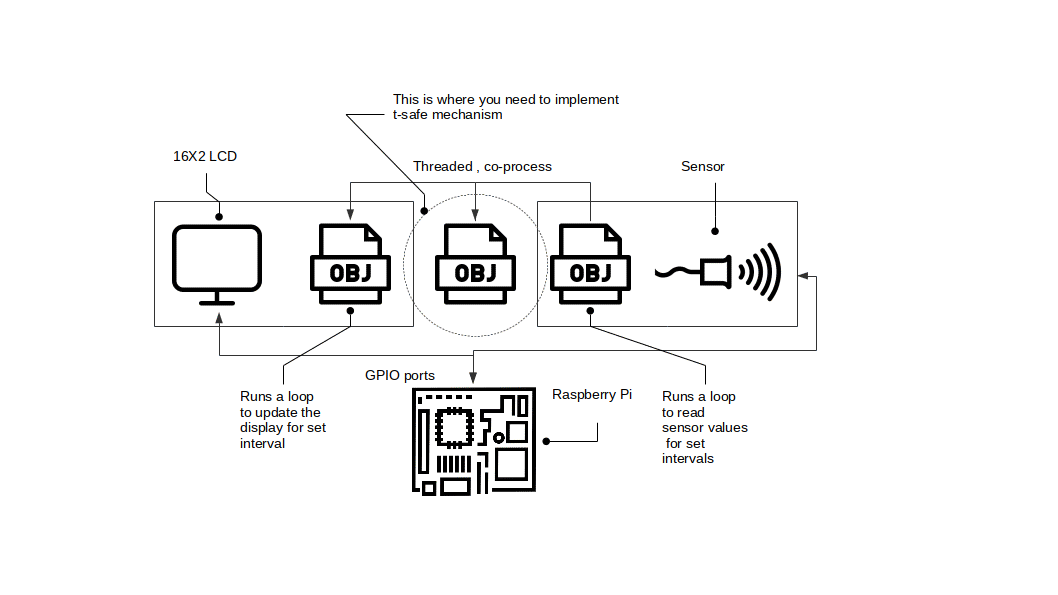 This is where you need to implement
t-safe mechanism
16X2 LCD
Threaded , co-process
Sensor
OBJ
OBJ
OBJ
GPIO ports
Raspberry Pi
Runs a loop
to update the
display for set
interval
Runs a loop
to read
sensor values
for set
intervals